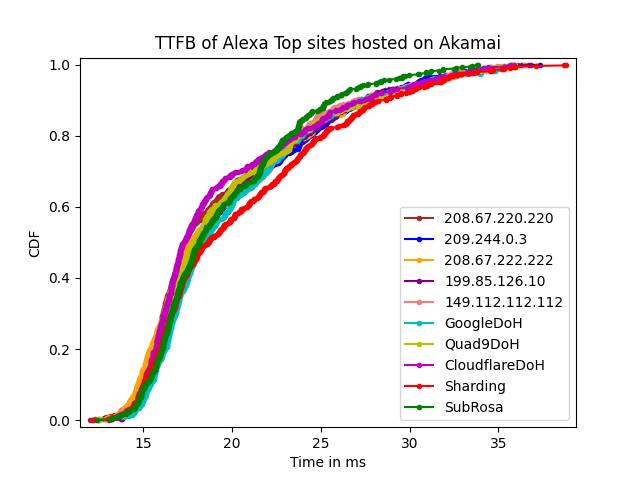 TTFB of Alexa Top sites hosted on Akamai
CDF
1.0
0.8
0.6
0.4
0.2
0.0
208.67.220.220
209.244.0.3
208.67.222.222
199.85.126.10
149.112.112.112
GoogleDoH
Quad9DoH
CloudflareDoH
Sharding
SubRosa
15 20 25 30 35
Time in ms